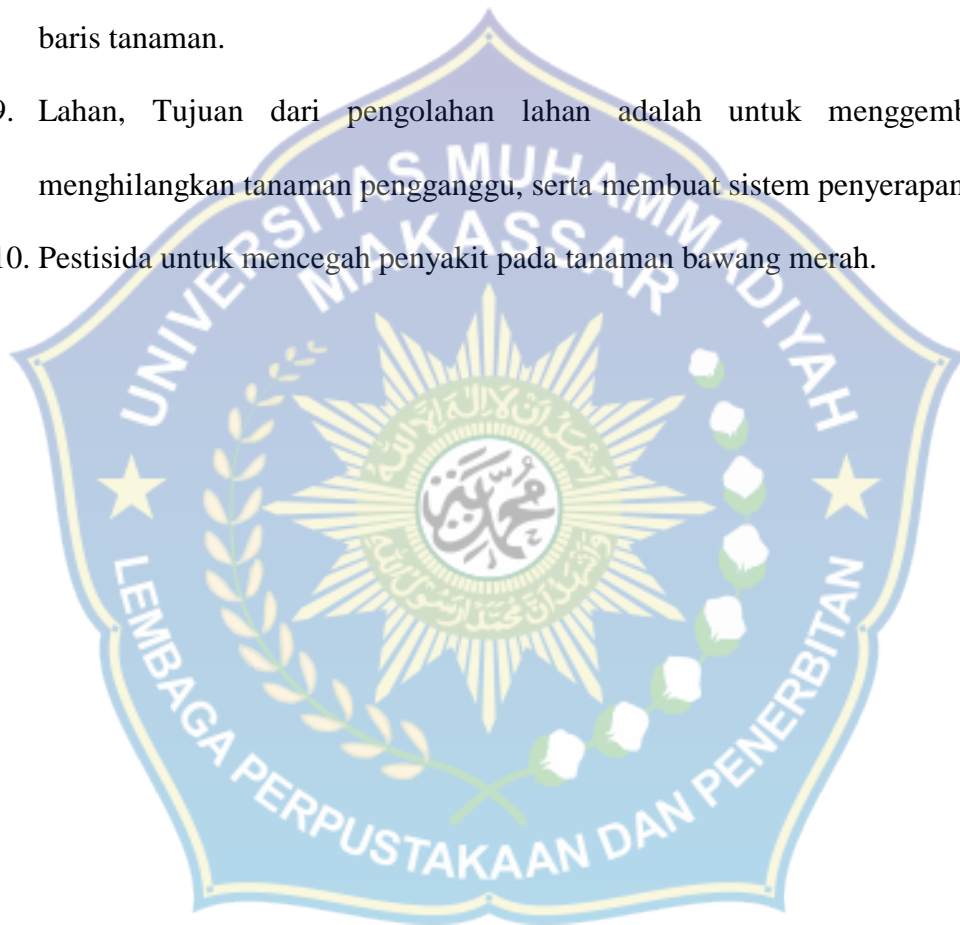 baris tanaman.
9. Lahan, Tujuan dari pengolahan lahan adalah untuk
menghilangkan tanaman pengganggu, serta membuat sistem penyerapan
10. Pestisida untuk mencegah penyakit pada tanaman bawang merah.
UNIVERSITAS MUHAMMADIYAH
MAKASSAR
LEMBAGA PERPUSTAKAAN DAN PENERBITAN